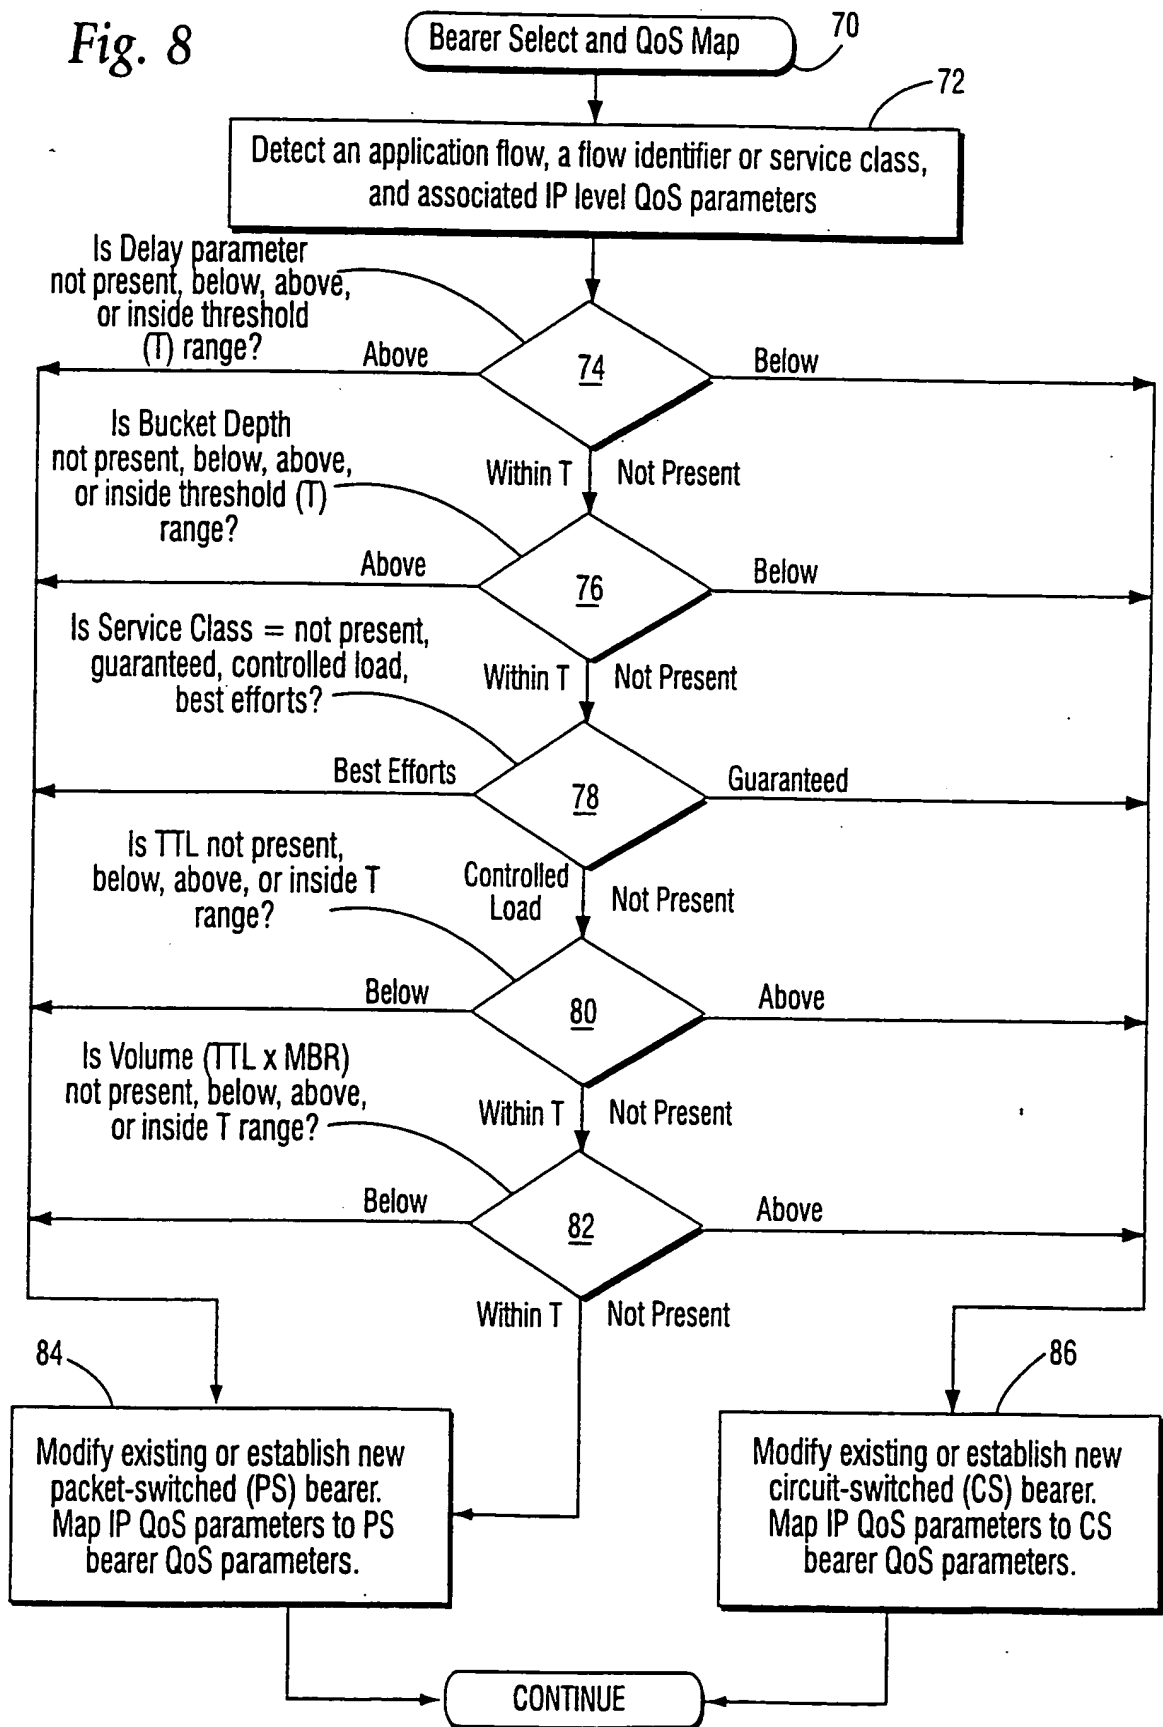 Fig. 8
Bearer Select and QoS Map
70
72
Detect an application flow, a flow identifier or service class,
and associated IP level QoS parameters
Is Delay parameter
not present, below, above,
or inside threshold
(T) range?
Above
74
Below
Within T
Not Present
Is Bucket Depth
not present, below, above,
or inside threshold (T)
range?
Above
76
Below
Within T
Not Present
Is Service Class = not present,
guaranteed, controlled load,
best efforts?
Best Efforts
78
Guaranteed
Controlled
Load
Not Present
Is TTL not present,
below, above, or inside T
range?
Below
80
Above
Within T
Not Present
Is Volume (TTL x MBR)
not present, below, above,
or inside T range?
Below
82
Above
Within T
Not Present
84
Modify existing or establish new
packet-switched (PS) bearer.
Map IP QoS parameters to PS
bearer QoS parameters.
86
Modify existing or establish new
circuit-switched (CS) bearer.
Map IP QoS parameters to CS
bearer QoS parameters.
CONTINUE